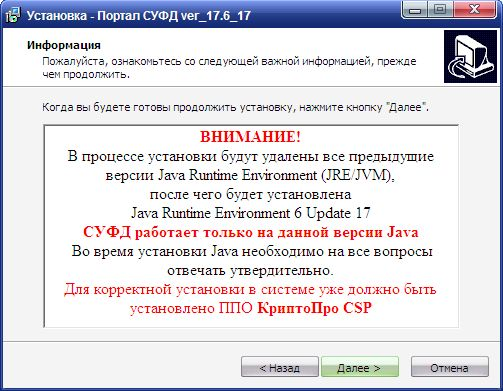 Установка - Портал СУФД ver_17.6_17
Информация
Пожалуйста, ознакомьтесь со следующей важной информацией, прежде
чем продолжить.
Когда вы будете готовы продолжить установку, нажмите кнопку "Далее".
ВНИМАНИЕ!
В процессе установки будут удалены все предыдущие
версии Java Runtime Environment (JRE/JVM),
после чего будет установлена
Java Runtime Environment 6 Update 17
СУФД работает только на данной версии Java
Во время установки Java необходимо на все вопросы
отвечать утвердительно.
Для корректной установки в системе уже должно быть
установлено ППО КриптоПро CSP
< Назад Далее > Отмена